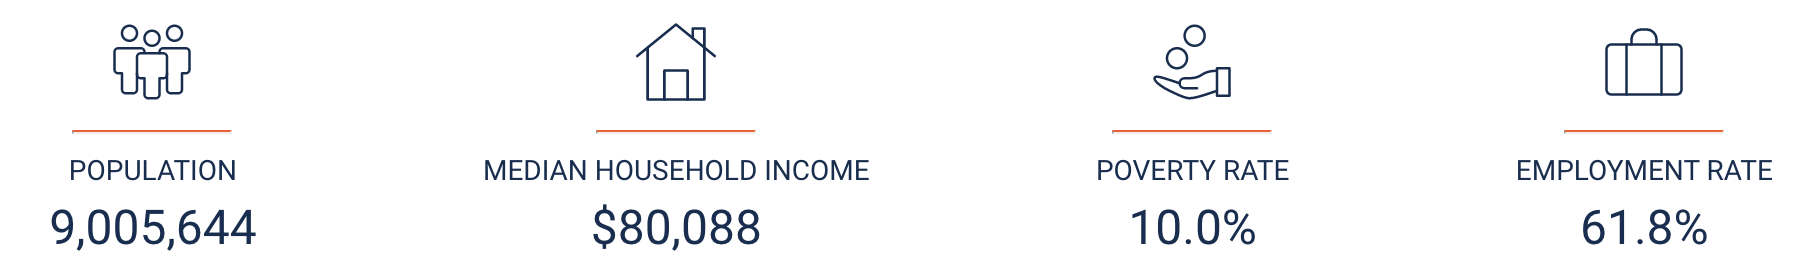 POPULATION
9,005,644
MEDIAN HOUSEHOLD INCOME
$80,088
POVERTY RATE
10.0%
EMPLOYMENT RATE
61.8%